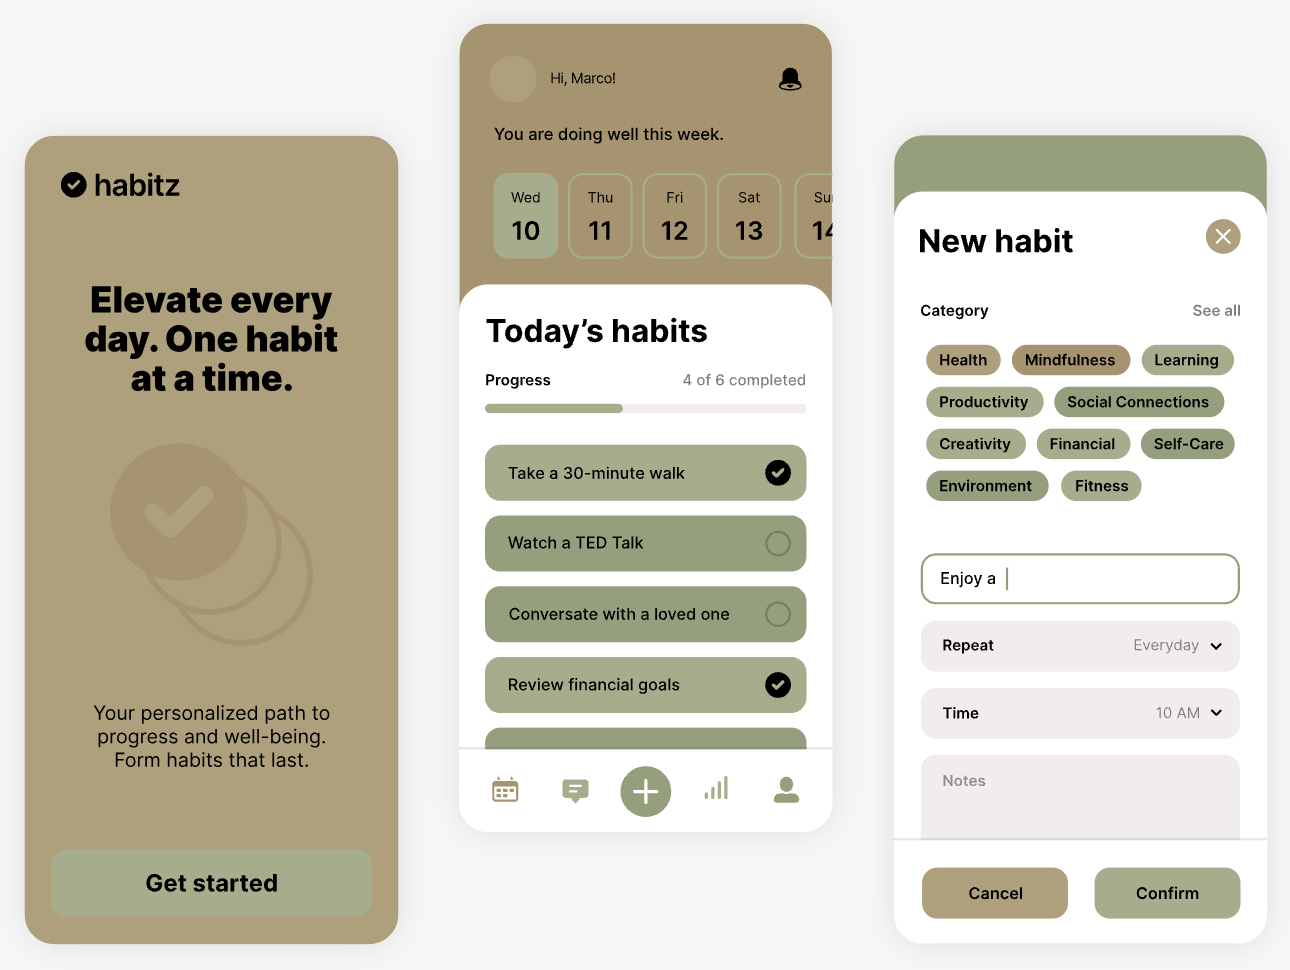 habitz
Elevate every
day. One habit
at a time.
Your personalized path to
progress and well-being.
Form habits that last.
Get started
Hi, Marco!
You are doing well this week.
Wed Thu Fri Sat Sun
10 11 12 13 14
Today’s habits
Progress 4 of 6 completed
Take a 30-minute walk
Watch a TED Talk
Conversate with a loved one
Review financial goals
New habit
Category See all
Health Mindfulness Learning
Productivity Social Connections
Creativity Financial Self-Care
Environment Fitness
Enjoy a
Repeat Everyday
Time 10 AM
Notes
Cancel Confirm